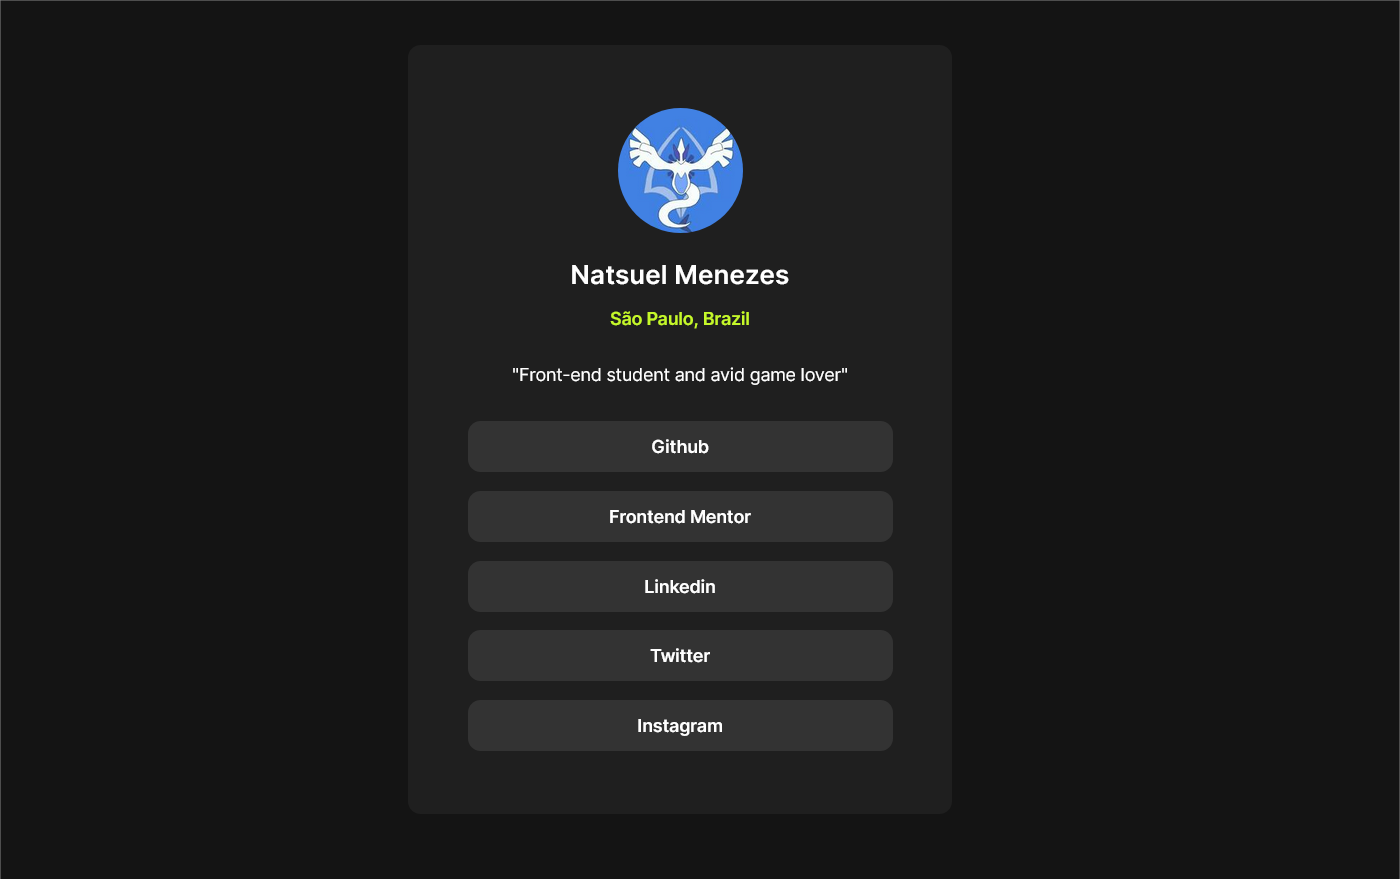 Natsuel Menezes
São Paulo, Brazil
"Front-end student and avid game lover"
Github
Frontend Mentor
Linkedin
Twitter
Instagram